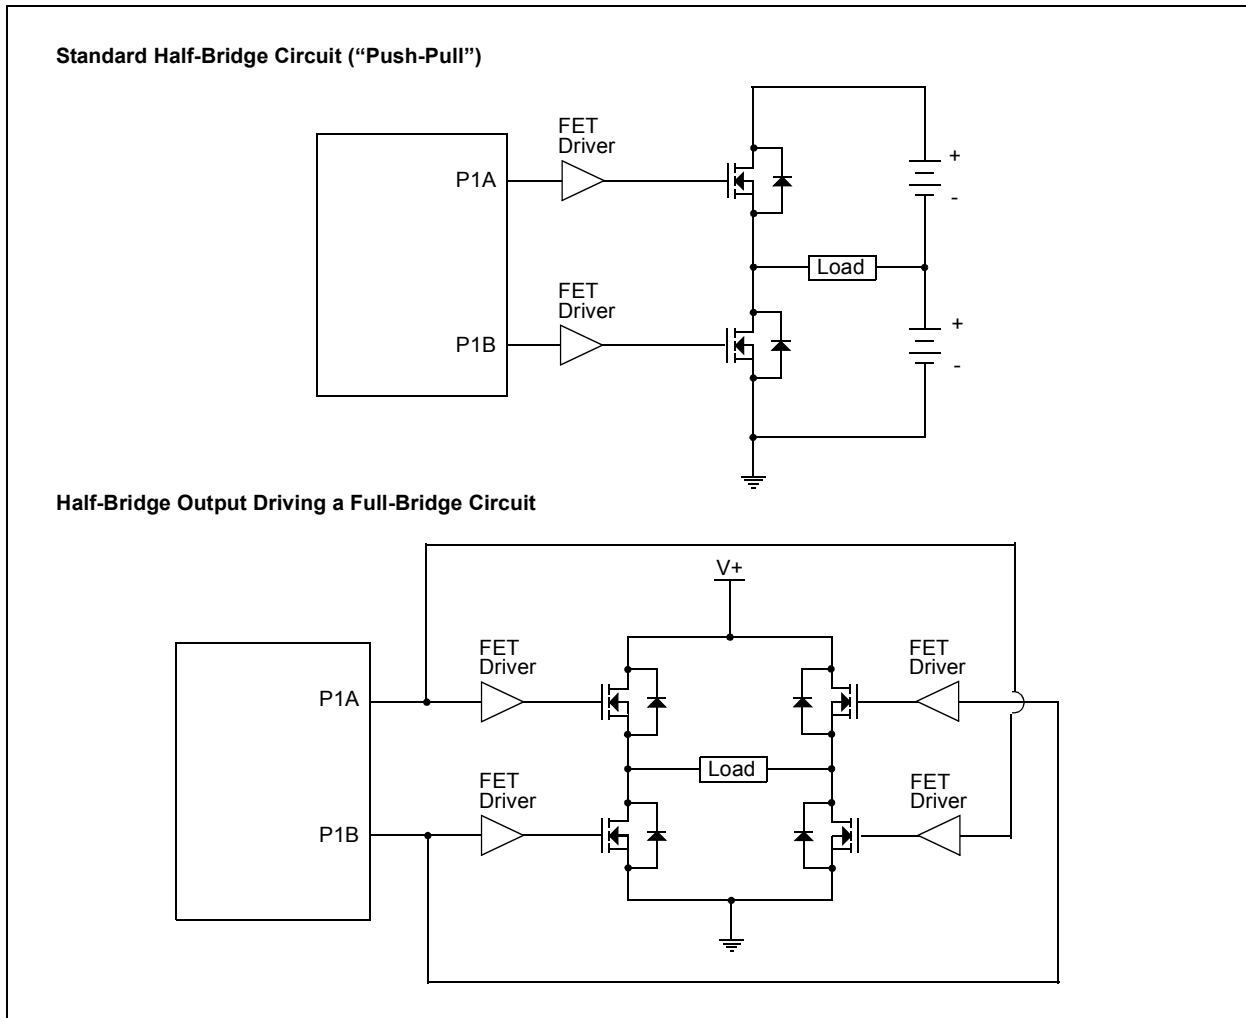 Standard Half-Bridge Circuit (“Push-Pull”)
FET
Driver
P1A
+
-
Load
FET
Driver
P1B
+
-
Half-Bridge Output Driving a Full-Bridge Circuit
V+
FET
Driver
FET
Driver
P1A
Load
FET
Driver
FET
Driver
P1B